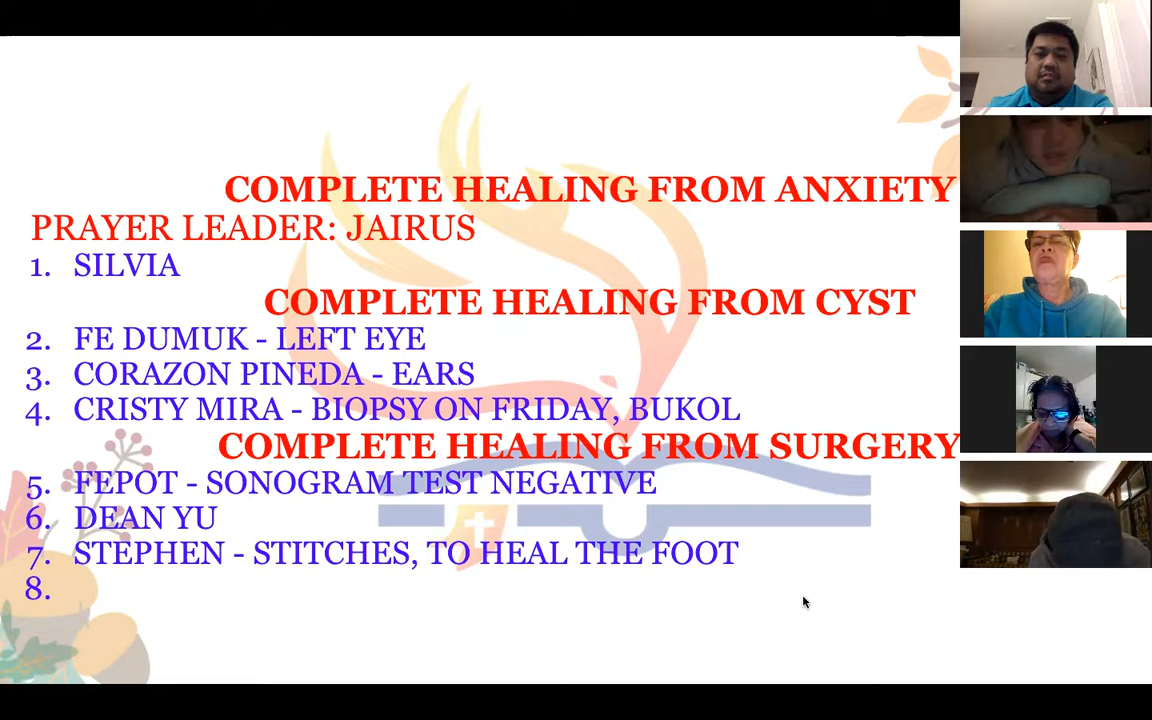 COMPLETE HEALING FROM ANXIETY
PRAYER LEADER: JAIRUS
1. SILVIA
COMPLETE HEALING FROM CYST
2. FE DUMUK - LEFT EYE
3. CORAZON PINEDA - EARS
4. CRISTY MIRA - BIOPSY ON FRIDAY, BUKOL
COMPLETE HEALING FROM SURGERY
5. FEPOT - SONOGRAM TEST NEGATIVE
6. DEAN YU
7. STEPHEN - STITCHES, TO HEAL THE FOOT
8.